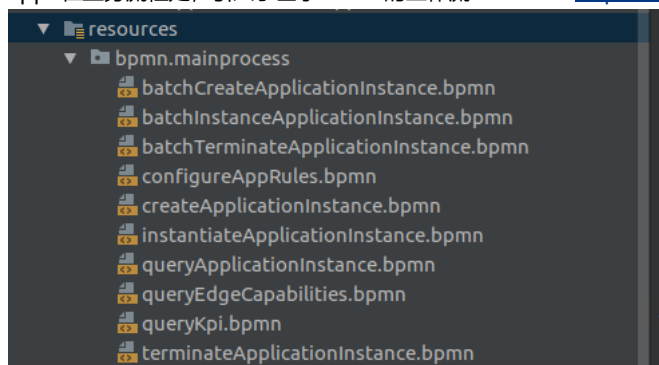 resources
bpmn.mainprocess
batchCreateApplicationInstance.bpmn
batchInstanceApplicationInstance.bpmn
batchTerminateApplicationInstance.bpmn
configureAppRules.bpmn
createApplicationInstance.bpmn
instantiateApplicationInstance.bpmn
queryApplicationInstance.bpmn
queryEdgeCapabilities.bpmn
queryKpi.bpmn
terminateApplicationInstance.bpmn